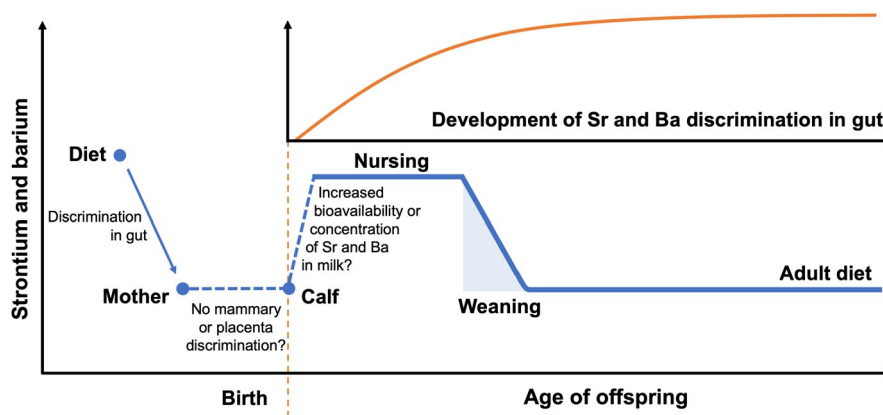 Strontium and barium
Development of Sr and Ba discrimination in gut
Diet
Discrimination
in gut
Mother
No mammary
or placenta
discrimination?
Calf
Increased
bioavailability or
concentration
of Sr and Ba
in milk?
Nursing
Weaning
Adult diet
Birth
Age of offspring